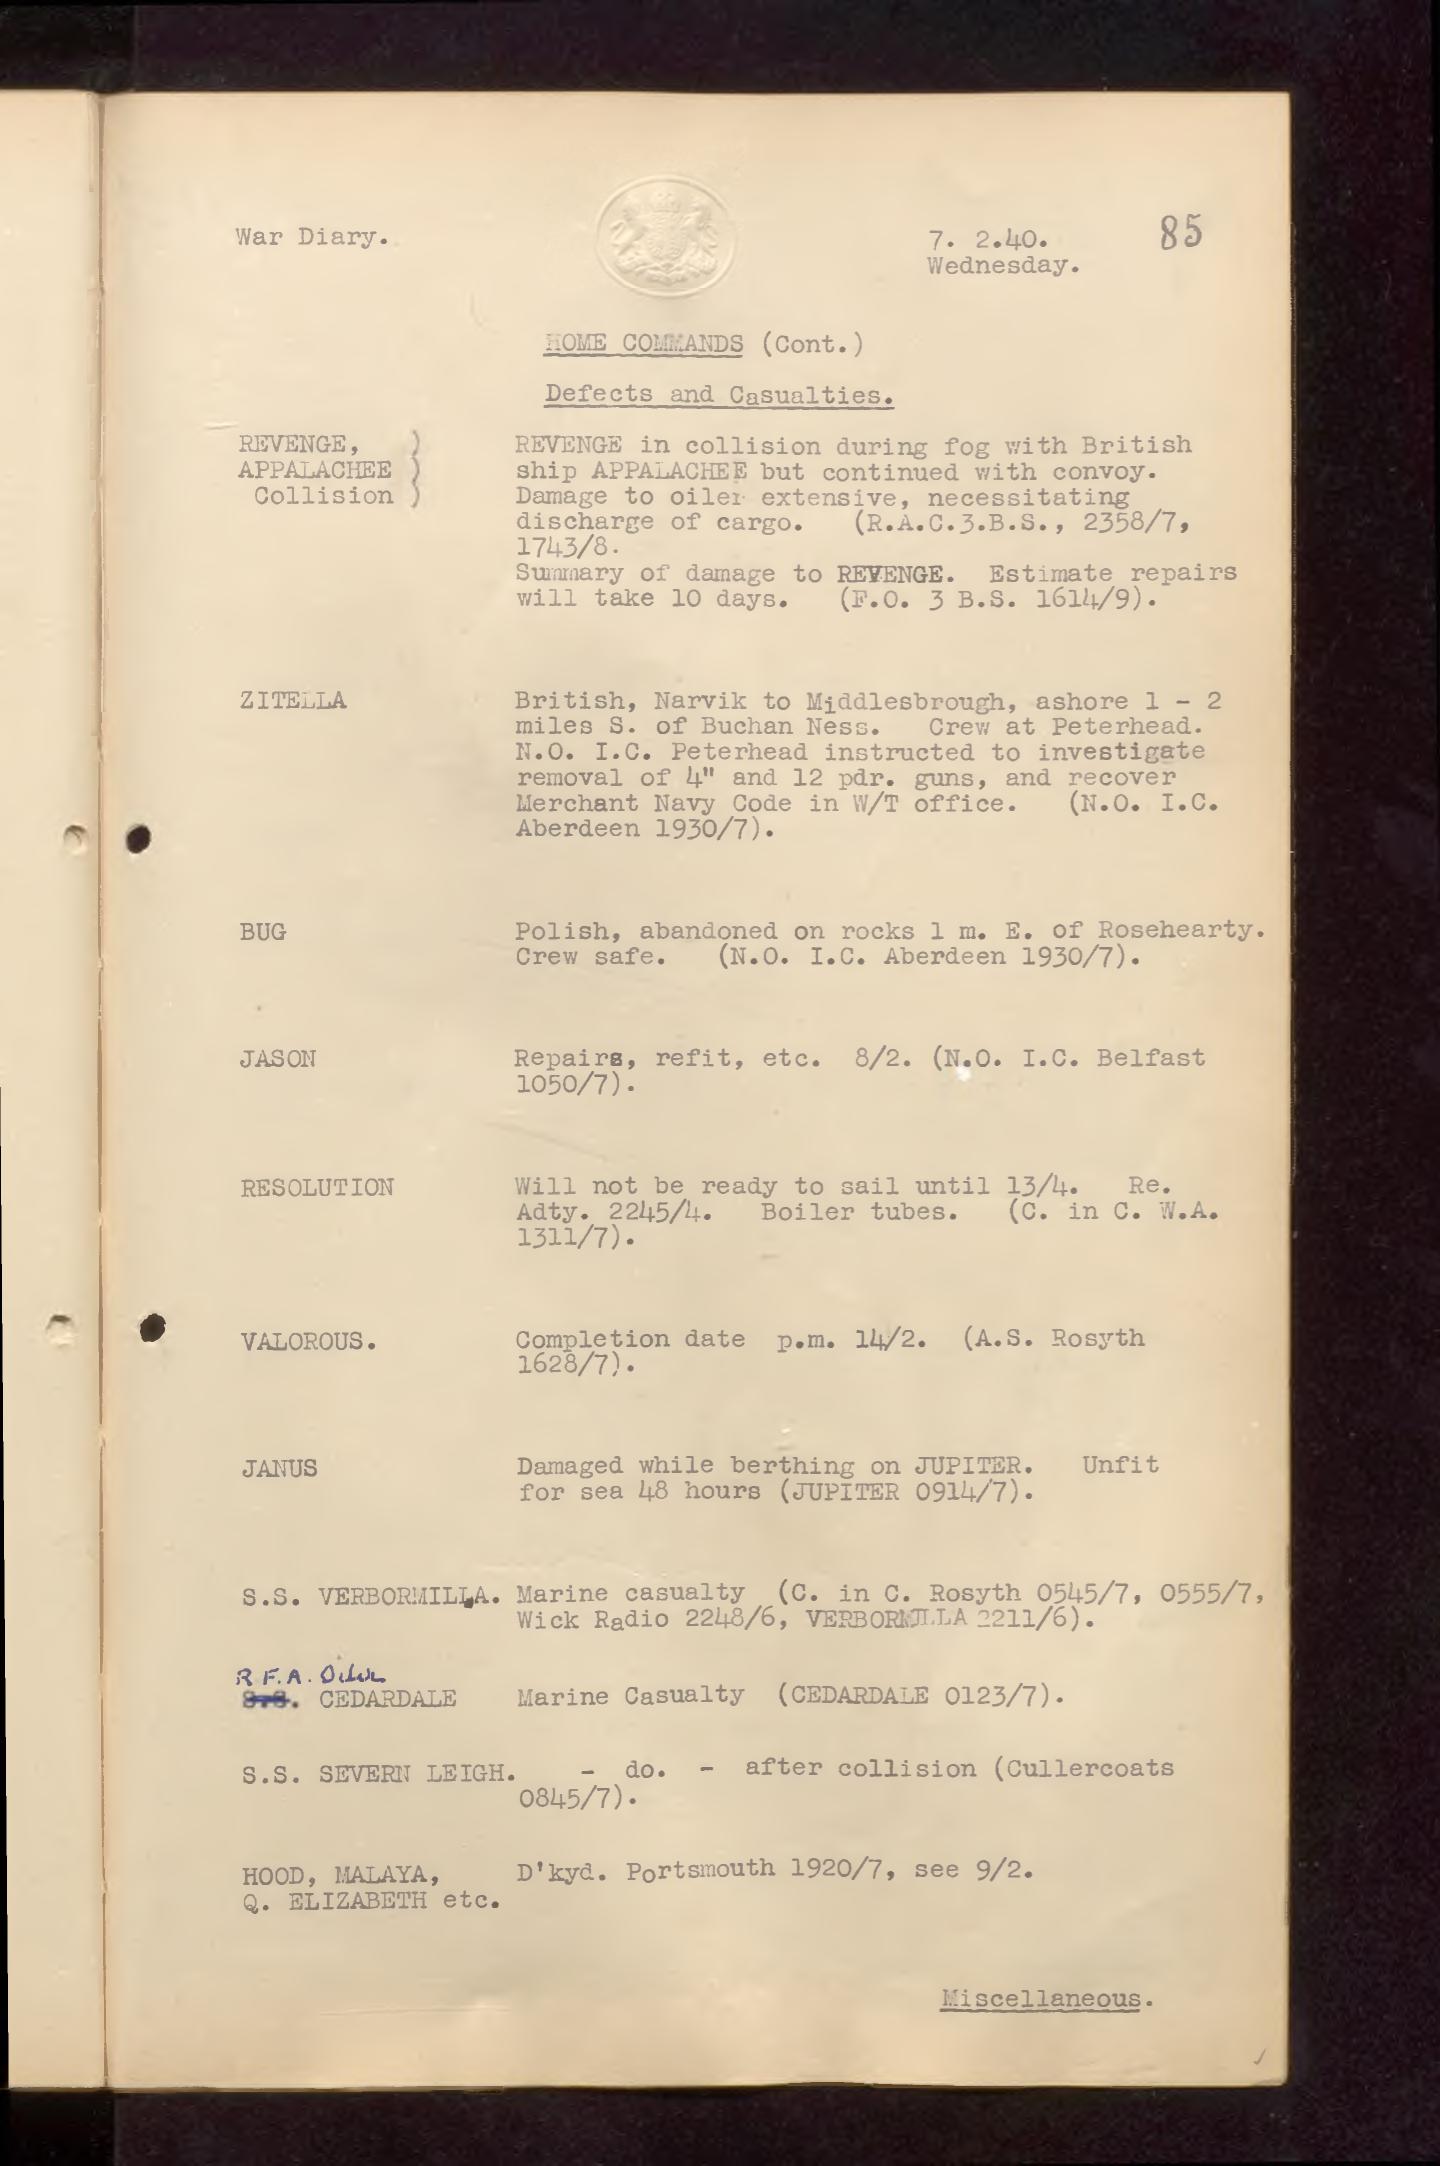 War Diary.
7. 2.40.
85
Wednesday.
HOME COMMANDS (Cont.)
Defects and Casualties.
REVENGE, )
APPALACHEE )
Collision )
REVENGE in collision during fog with British
ship APPALACHEE but continued with convoy.
Damage to oiler extensive, necessitating
discharge of cargo. (R.A.C.3.B.S., 2358/7,
1743/8.
Summary of damage to REVENGE. Estimate repairs
will take 10 days. (F.O. 3 B.S. 1614/9).
ZITELLA
British, Narvik to Middlesbrough, ashore 1 - 2
miles S. of Buchan Ness. Crew at Peterhead.
N.O. I.C. Peterhead instructed to investigate
removal of 4" and 12 pdr. guns, and recover
Merchant Navy Code in W/T office. (N.O. I.C.
Aberdeen 1930/7).
BUG
Polish, abandoned on rocks 1 m. E. of Rosehearty.
Crew safe. (N.O. I.C. Aberdeen 1930/7).
JASON
Repairs, refit, etc. 8/2. (N.O. I.C. Belfast
1050/7).
RESOLUTION
Will not be ready to sail until 13/4. Re.
Adty. 2245/4. Boiler tubes. (C. in C. W.A.
1311/7).
VALOROUS.
Completion date p.m. 14/2. (A.S. Rosyth
1628/7).
JANUS
Damaged while berthing on JUPITER. Unfit
for sea 48 hours (JUPITER 0914/7).
S.S. VERBORMILLA. Marine casualty (C. in C. Rosyth 0545/7, 0555/7,
Wick Radio 2248/6, VERBORMILLA 2211/6).
R.F.A. Oiler
S.S. CEDARDALE Marine Casualty (CEDARDALE 0123/7).
S.S. SEVERN LEIGH. - do. - after collision (Cullercoats
0845/7).
HOOD, MALAYA, D'kyd. Portsmouth 1920/7, see 9/2.
Q. ELIZABETH etc.
Miscellaneous.